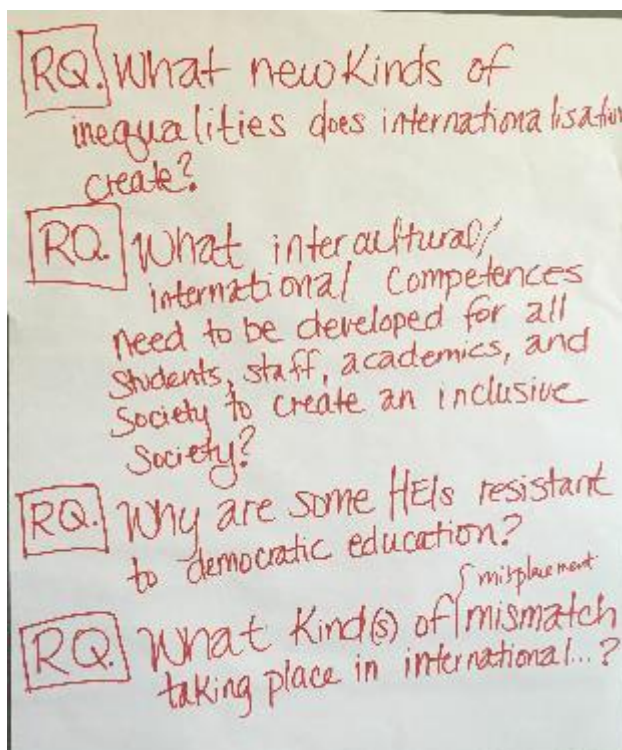 RQ. What new kinds of
inequalities does internationalisation
create?
RQ. What intercultural/
international competences
need to be developed for all
students, staff, academics, and
society to create an inclusive
society?
RQ. Why are some HEIs resistant
to democratic education?
misplacement
RQ. What kind(s) of mismatch
taking place in international...?